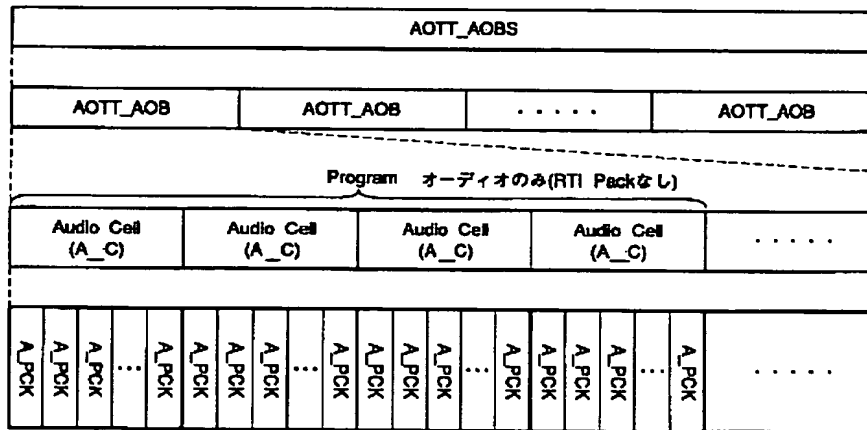 AOTT_AOBS
AOTT_AOB AOTT_AOB ..... AOTT_AOB
Program オーディオのみ(RTI Packなし)
Audio Cell Audio Cell Audio Cell Audio Cell
(A_C) (A_C) (A_C) (A_C) .....
A_PCK A_PCK A_PCK ... A_PCK A_PCK A_PCK A_PCK ... A_PCK A_PCK A_PCK A_PCK ... A_PCK A_PCK A_PCK A_PCK ... A_PCK .....